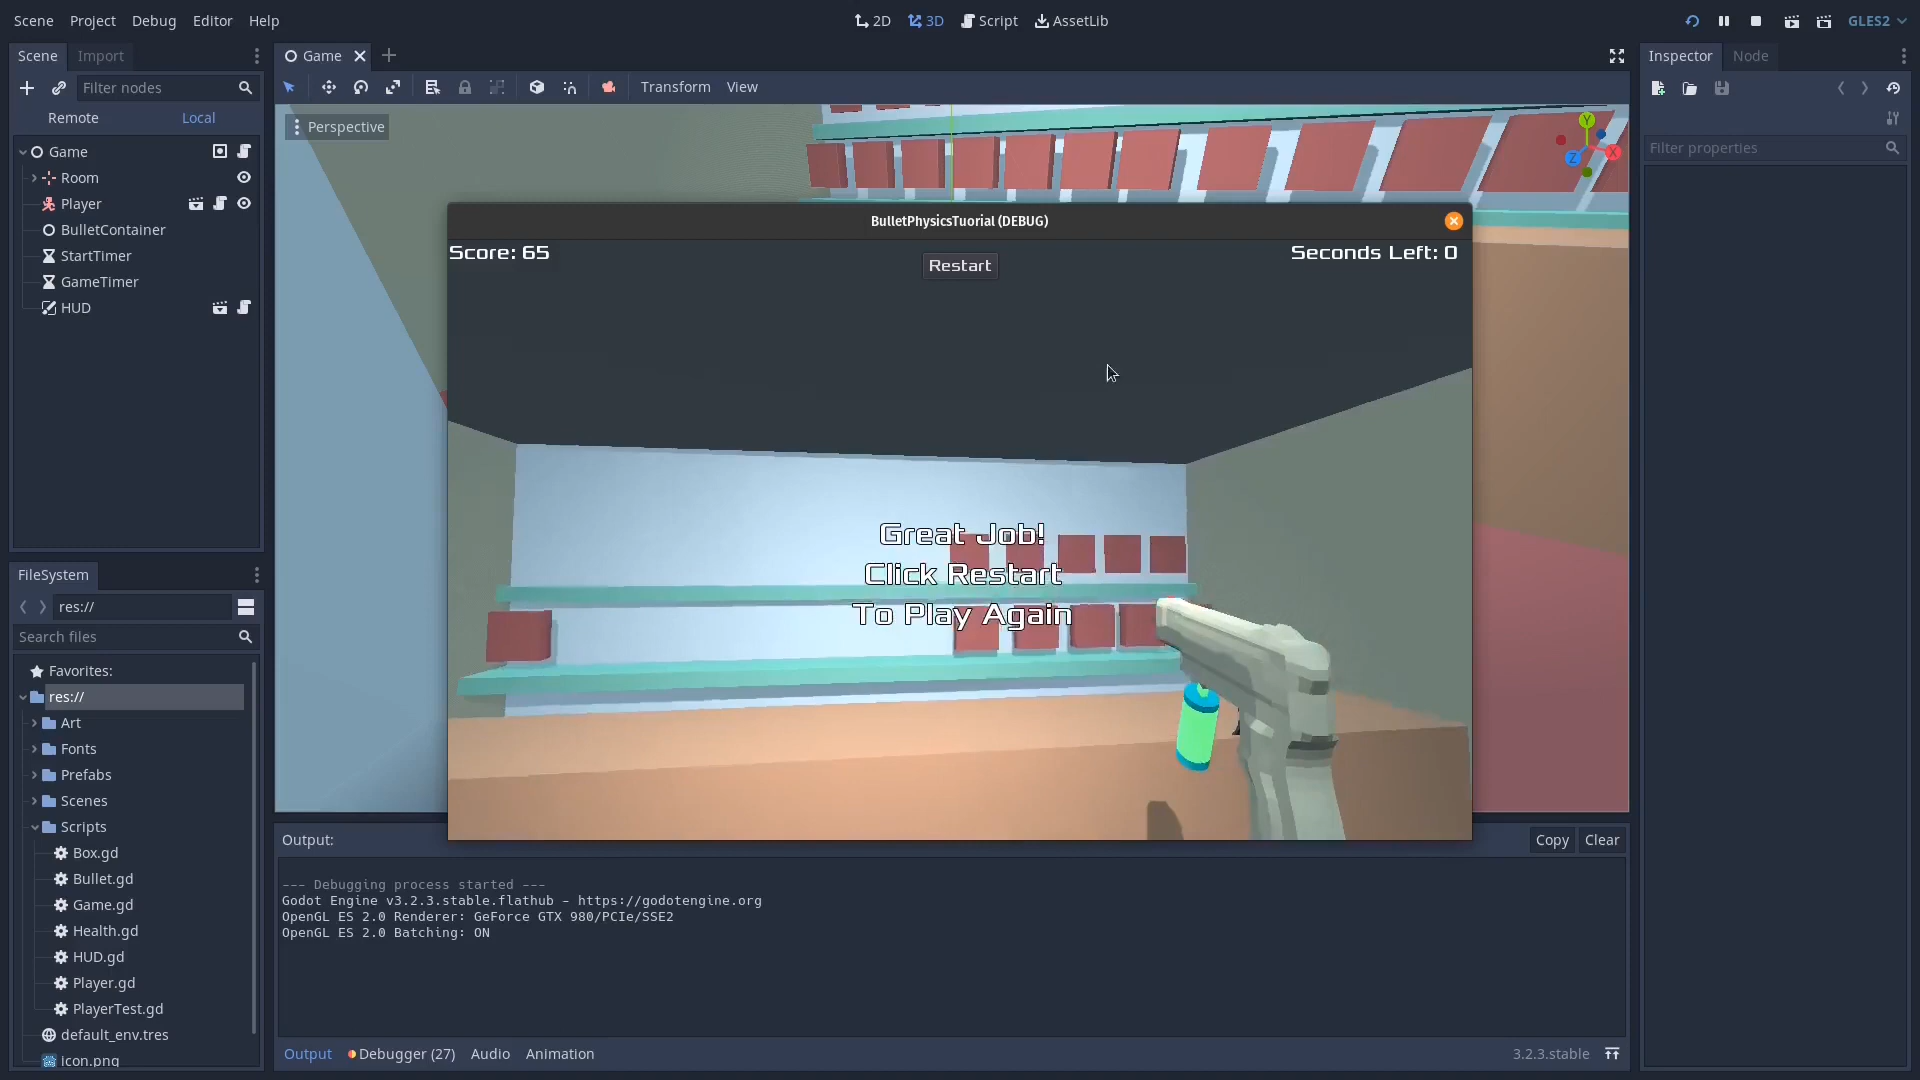 Scene Project Debug Editor Help
2D 3D Script AssetLib
GLES2
Scene Import
Filter nodes
Remote Local
Game
Room
Player
BulletContainer
StartTimer
GameTimer
HUD
FileSystem
res://
Search files
Favorites:
res://
Art
Fonts
Prefabs
Scenes
Scripts
Box.gd
Bullet.gd
Game.gd
Health.gd
HUD.gd
Player.gd
PlayerTest.gd
default_env.tres
icon.png
Game
Transform View
Perspective
Y
Z X
BulletPhysicsTuorial (DEBUG)
Score: 65
Restart
Seconds Left: 0
Great Job!
Click Restart
To Play Again
Output:
Copy Clear
--- Debugging process started ---
Godot Engine v3.2.3.stable.flathub - https://godotengine.org
OpenGL ES 2.0 Renderer: GeForce GTX 980/PCIe/SSE2
OpenGL ES 2.0 Batching: ON
Output Debugger (27) Audio Animation
3.2.3.stable
Inspector Node
Filter properties